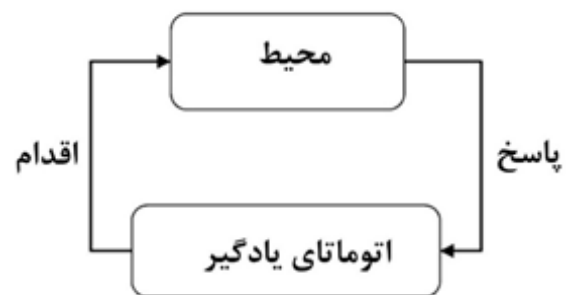 محیط
پاسخ
اقدام
اتوماتای یادگیر